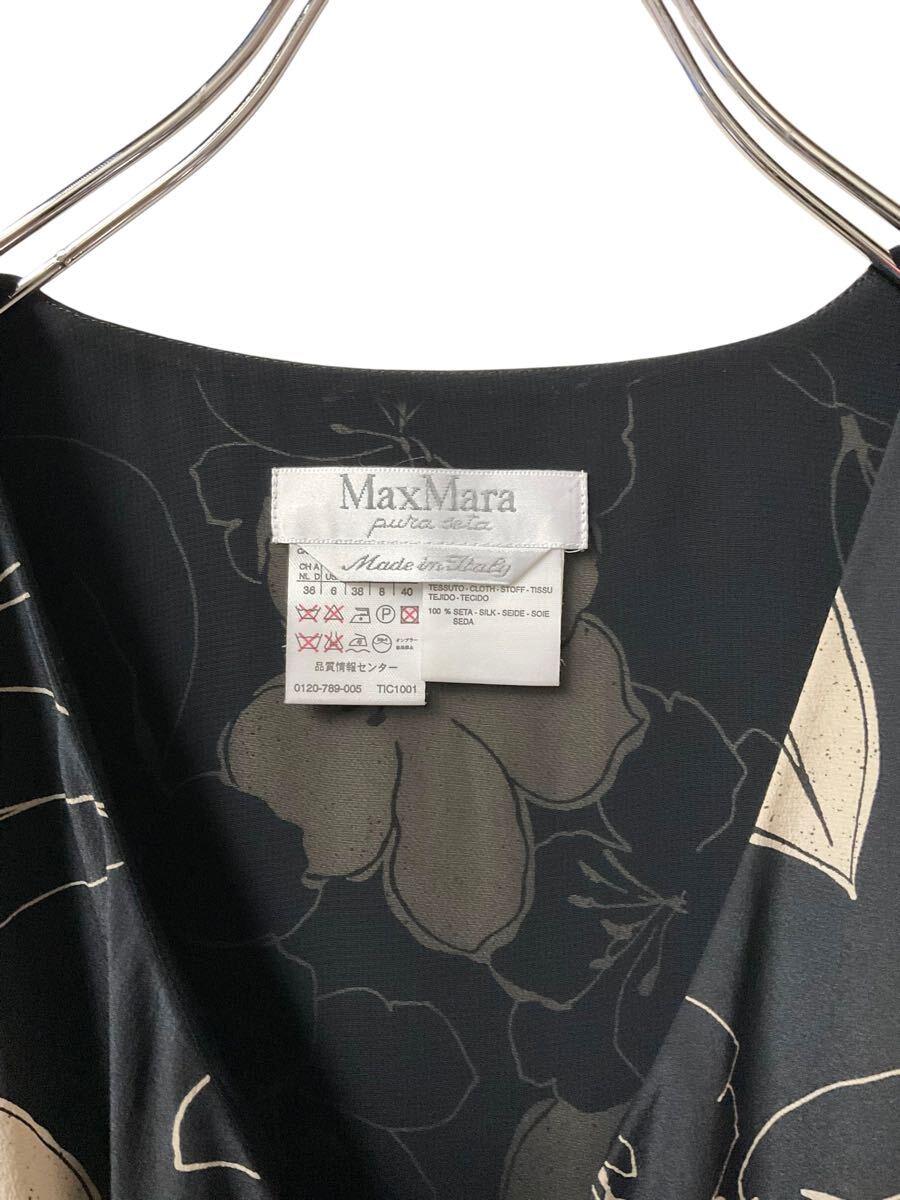 MaxMara
pura seta
Made in Italy
36 6 38 8 40
P
品質情報センター
0120-789-005 TIC1001
TESSUTO - CLOTH - STOFF - TISSU
TEJIDO - TECIDO
100 % SETA - SILK - SEIDE - SOIE
SEDA